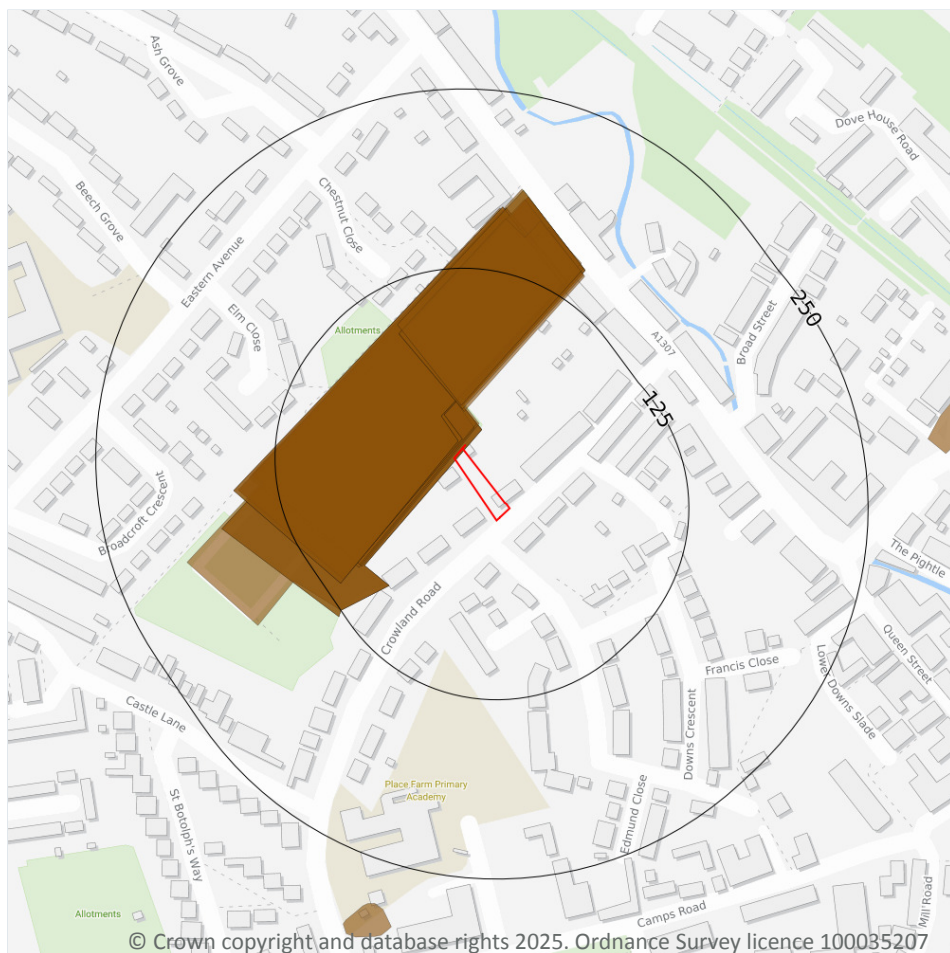 Ash Grove
Dove House Road
Beech Grove
Chestnut Close
Eastern Avenue
250
Elm Close
Allotments
A1307
Broad Street
125
Broadcroft Crescent
The Pightle
Crowland Road
Queen Street
Francis Close
Lower Downs Slade
Castle Lane
Downs Crescent
Place Farm Primary
Academy
St Botolph's Way
Edmund Close
Allotments
Camps Road
Mill Road
© Crown copyright and database rights 2025. Ordnance Survey licence 100035207